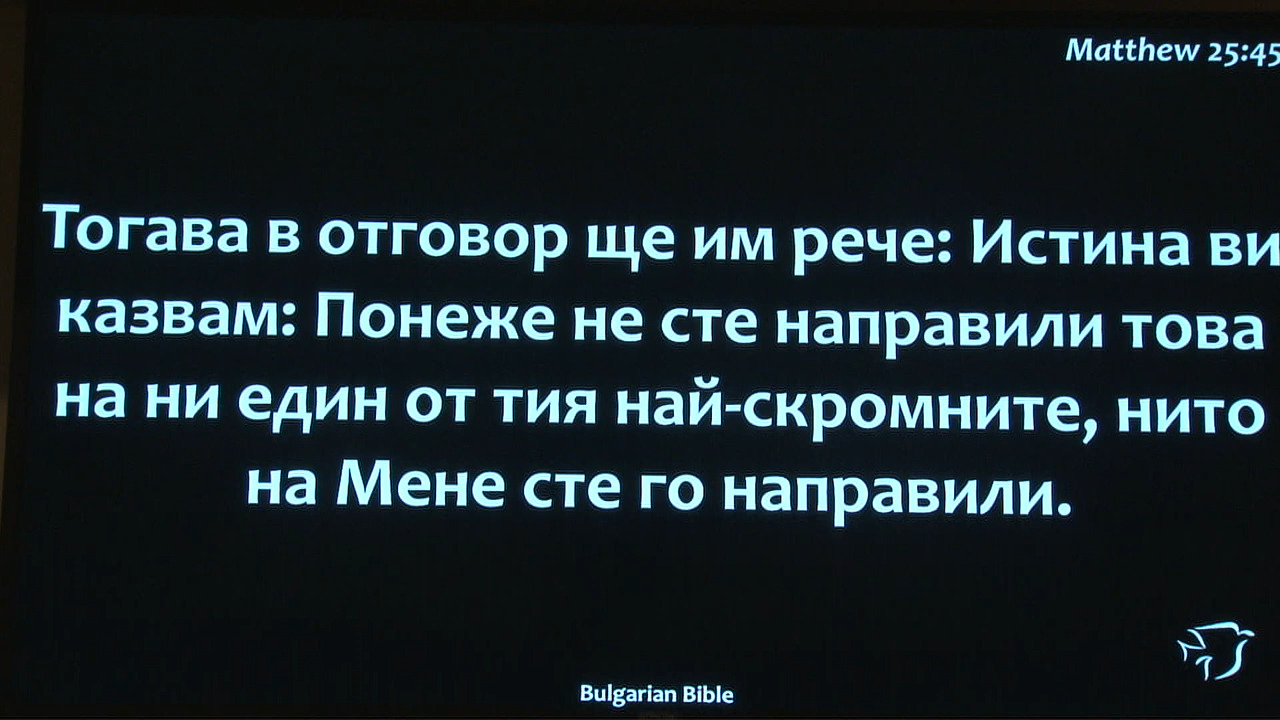 Matthew 25:45
Тогава в отговор ще им рече: Истина ви
казвам: Понеже не сте направили това
на ни един от тия най-скромните, нито
на Мене сте го направили.
Bulgarian Bible